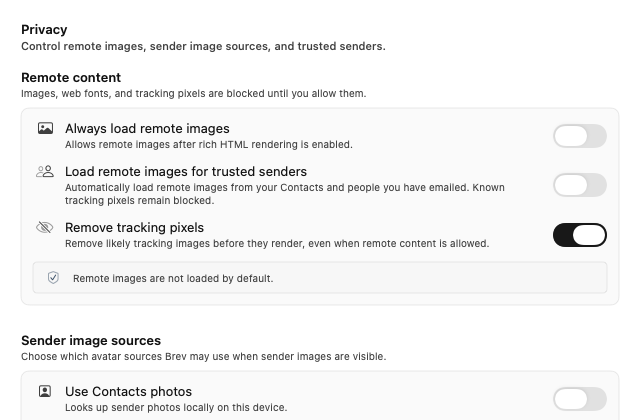 Privacy
Control remote images, sender image sources, and trusted senders.
Remote content
Images, web fonts, and tracking pixels are blocked until you allow them.
Always load remote images
Allows remote images after rich HTML rendering is enabled.
Load remote images for trusted senders
Automatically load remote images from your Contacts and people you have emailed. Known
tracking pixels remain blocked.
Remove tracking pixels
Remove likely tracking images before they render, even when remote content is allowed.
Remote images are not loaded by default.
Sender image sources
Choose which avatar sources Brev may use when sender images are visible.
Use Contacts photos
Looks up sender photos locally on this device.